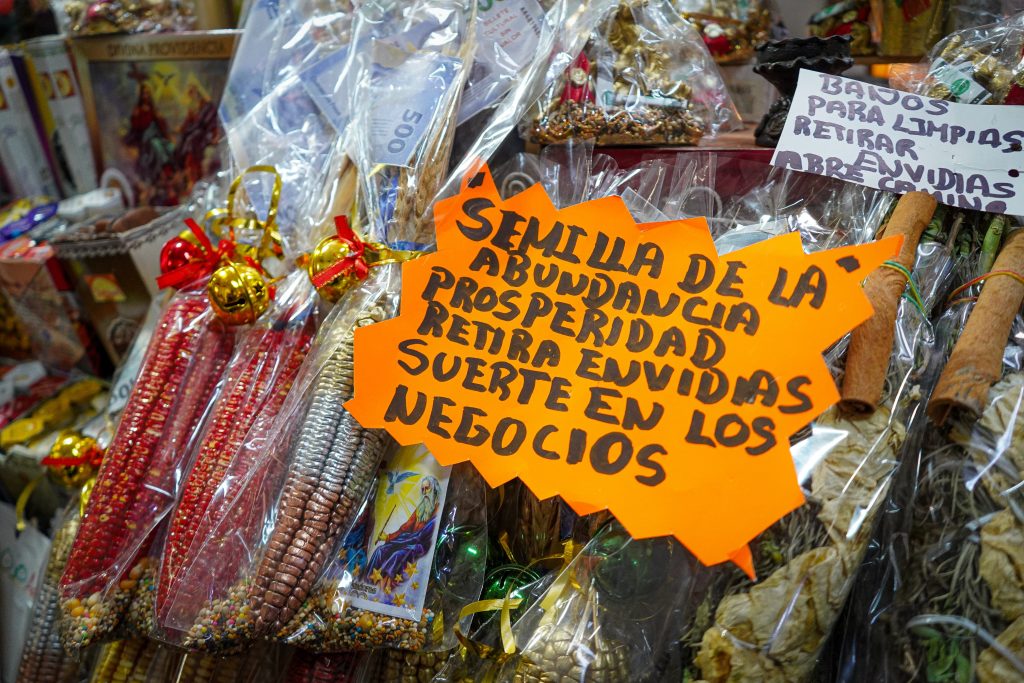 DIVINA PROVIDENCIA
200
BAÑOS
PARA LIMPIAS
RETIRAR
ENVIDIAS
ABRE CAMINO
SEMILLA DE LA
ABUNDANCIA
PROSPERIDAD
RETIRA ENVIDIAS
SUERTE EN LOS
NEGOCIOS